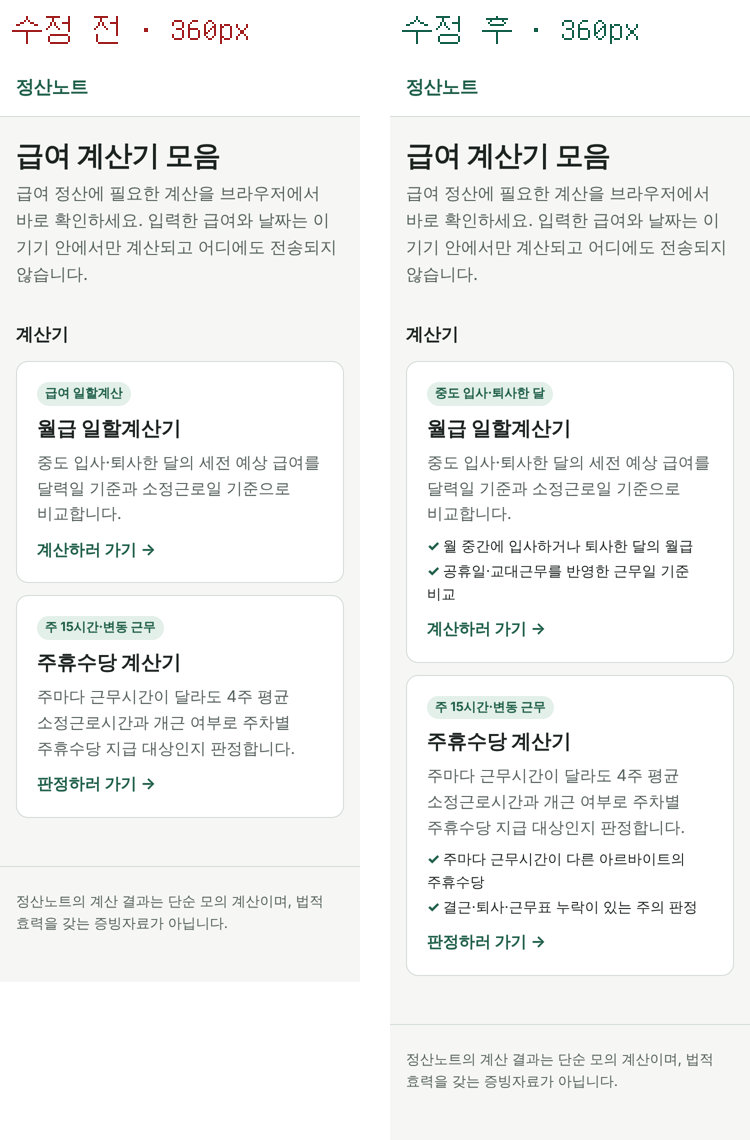 수정 전 · 360px
정산노트
급여 계산기 모음
급여 정산에 필요한 계산을 브라우저에서
바로 확인하세요. 입력한 급여와 날짜는 이
기기 안에서만 계산되고 어디에도 전송되지
않습니다.
계산기
급여 일할계산
월급 일할계산기
중도 입사·퇴사한 달의 세전 예상 급여를
달력일 기준과 소정근로일 기준으로
비교합니다.
계산하러 가기 →
주 15시간·변동 근무
주휴수당 계산기
주마다 근무시간이 달라도 4주 평균
소정근로시간과 개근 여부로 주차별
주휴수당 지급 대상인지 판정합니다.
판정하러 가기 →
정산노트의 계산 결과는 단순 모의 계산이며, 법적
효력을 갖는 증빙자료가 아닙니다.
수정 후 · 360px
정산노트
급여 계산기 모음
급여 정산에 필요한 계산을 브라우저에서
바로 확인하세요. 입력한 급여와 날짜는 이
기기 안에서만 계산되고 어디에도 전송되지
않습니다.
계산기
중도 입사·퇴사한 달
월급 일할계산기
중도 입사·퇴사한 달의 세전 예상 급여를
달력일 기준과 소정근로일 기준으로
비교합니다.
✓ 월 중간에 입사하거나 퇴사한 달의 월급
✓ 공휴일·교대근무를 반영한 근무일 기준
비교
계산하러 가기 →
주 15시간·변동 근무
주휴수당 계산기
주마다 근무시간이 달라도 4주 평균
소정근로시간과 개근 여부로 주차별
주휴수당 지급 대상인지 판정합니다.
✓ 주마다 근무시간이 다른 아르바이트의
주휴수당
✓ 결근·퇴사·근무표 누락이 있는 주의 판정
판정하러 가기 →
정산노트의 계산 결과는 단순 모의 계산이며, 법적
효력을 갖는 증빙자료가 아닙니다.